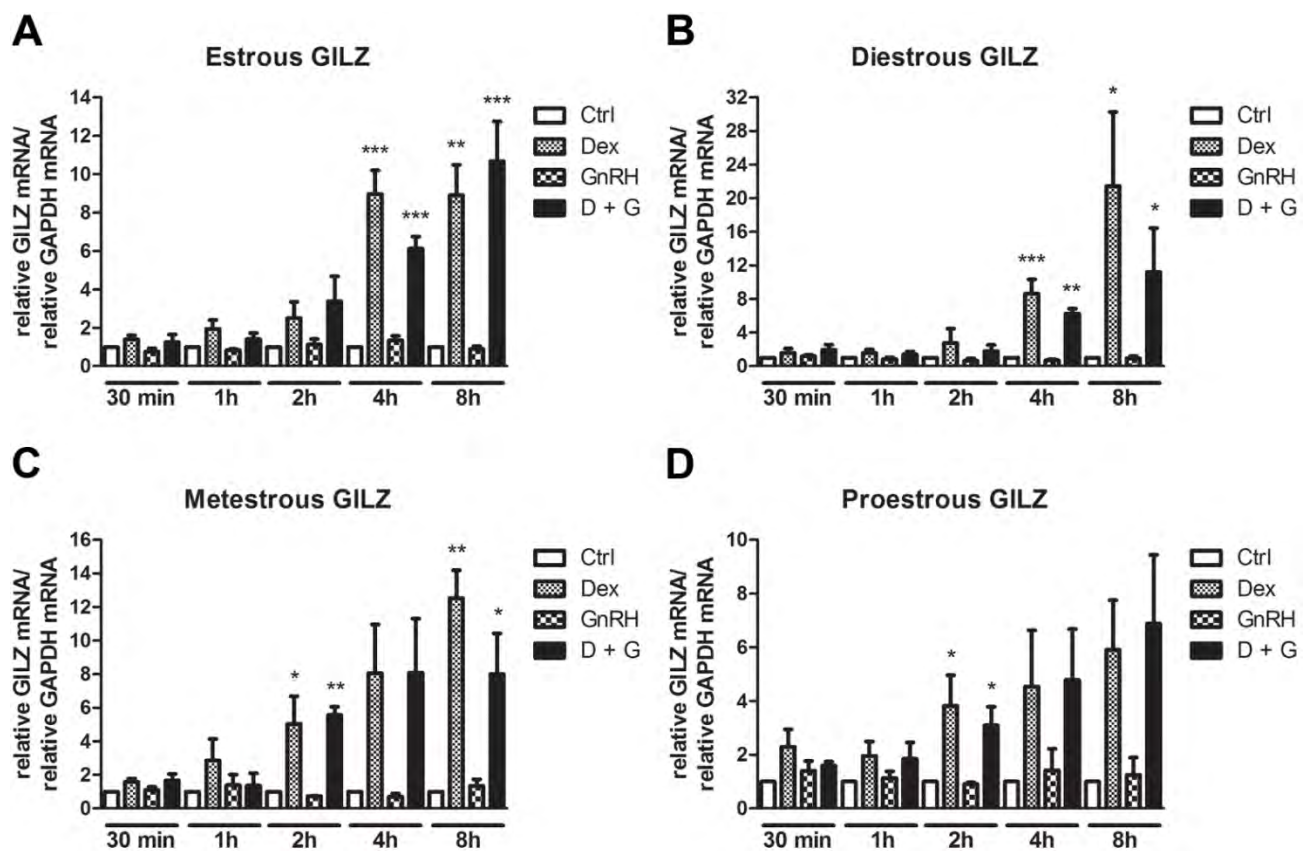 A
Estrous GILZ
relative GILZ mRNA/
relative GAPDH mRNA
14
12
10
8
6
4
2
0
*** *** ** ***
30 min 1h 2h 4h 8h
Ctrl
Dex
GnRH
D + G
B
Diestrous GILZ
relative GILZ mRNA/
relative GAPDH mRNA
32
28
24
20
16
12
8
4
0
*** ** * *
30 min 1h 2h 4h 8h
Ctrl
Dex
GnRH
D + G
C
Metestrous GILZ
relative GILZ mRNA/
relative GAPDH mRNA
16
14
12
10
8
6
4
2
0
* ** ** *
30 min 1h 2h 4h 8h
Ctrl
Dex
GnRH
D + G
D
Proestrous GILZ
relative GILZ mRNA/
relative GAPDH mRNA
10
8
6
4
2
0
* *
30 min 1h 2h 4h 8h
Ctrl
Dex
GnRH
D + G